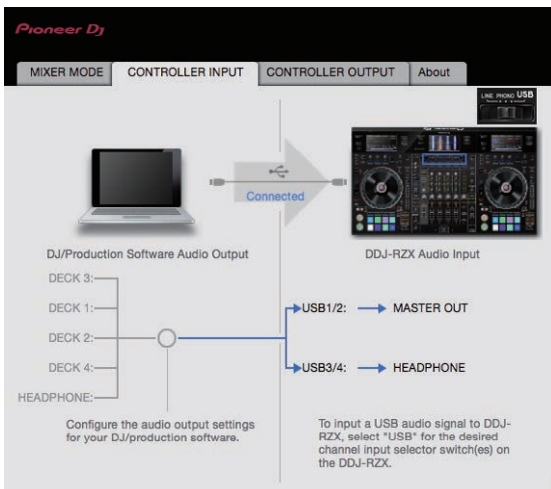 Pioneer Dj
MIXER MODE CONTROLLER INPUT CONTROLLER OUTPUT About
LINE PHONO USB
Connected
DJ/Production Software Audio Output
DDJ-RZX Audio Input
DECK 3:
DECK 1:
DECK 2:
DECK 4:
HEADPHONE:
USB1/2: MASTER OUT
USB3/4: HEADPHONE
Configure the audio output settings
for your DJ/production software.
To input a USB audio signal to DDJ-
RZX, select "USB" for the desired
channel input selector switch(es) on
the DDJ-RZX.